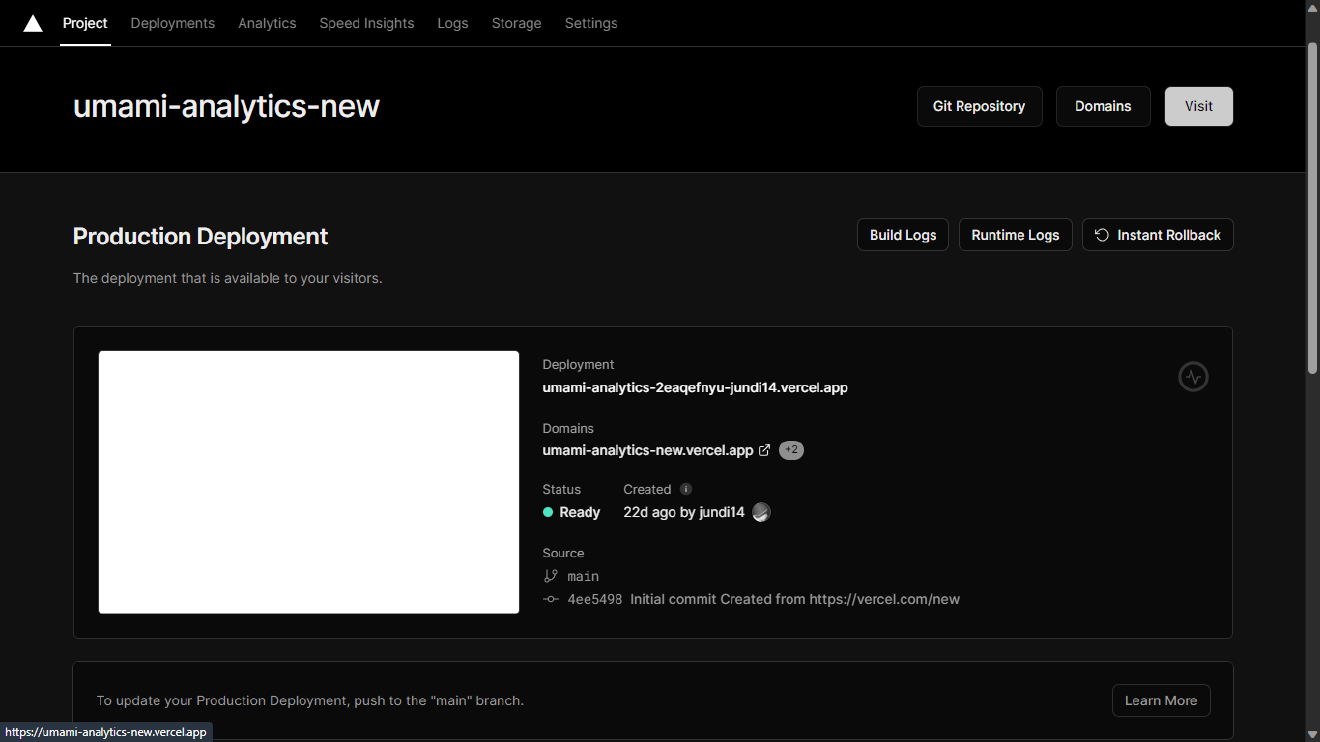 Project Deployments Analytics Speed Insights Logs Storage Settings
umami-analytics-new
Git Repository Domains Visit
Production Deployment
Build Logs Runtime Logs Instant Rollback
The deployment that is available to your visitors.
Deployment
umami-analytics-2eaqefnyu-jundi14.vercel.app
Domains
umami-analytics-new.vercel.app +2
Status Created
Ready 22d ago by jundi14
Source
main
4ee5498 Initial commit Created from https://vercel.com/new
To update your Production Deployment, push to the "main" branch.
Learn More
https://umami-analytics-new.vercel.app